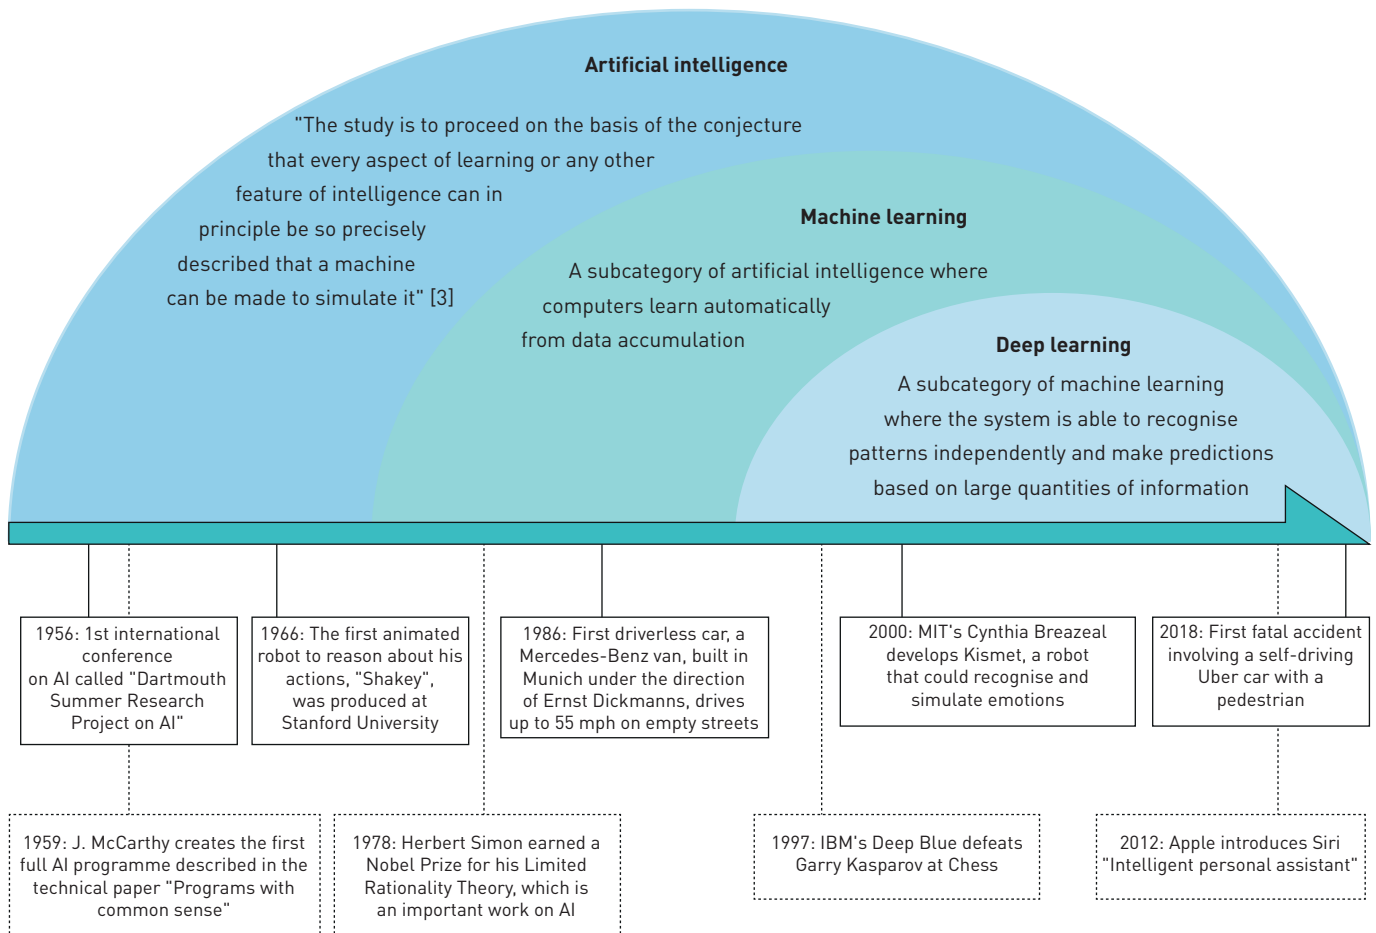 Artificial intelligence
"The study is to proceed on the basis of the conjecture
that every aspect of learning or any other
feature of intelligence can in
principle be so precisely
described that a machine
can be made to simulate it" [3]
Machine learning
A subcategory of artificial intelligence where
computers learn automatically
from data accumulation
Deep learning
A subcategory of machine learning
where the system is able to recognise
patterns independently and make predictions
based on large quantities of information
1956: 1st international
conference
on AI called "Dartmouth
Summer Research
Project on AI"
1966: The first animated
robot to reason about his
actions, "Shakey",
was produced at
Stanford University
1986: First driverless car, a
Mercedes-Benz van, built in
Munich under the direction
of Ernst Dickmanns, drives
up to 55 mph on empty streets
2000: MIT's Cynthia Breazeal
develops Kismet, a robot
that could recognise and
simulate emotions
2018: First fatal accident
involving a self-driving
Uber car with a
pedestrian
1959: J. McCarthy creates the first
full AI programme described in the
technical paper "Programs with
common sense"
1978: Herbert Simon earned a
Nobel Prize for his Limited
Rationality Theory, which is
an important work on AI
1997: IBM's Deep Blue defeats
Garry Kasparov at Chess
2012: Apple introduces Siri
"Intelligent personal assistant"